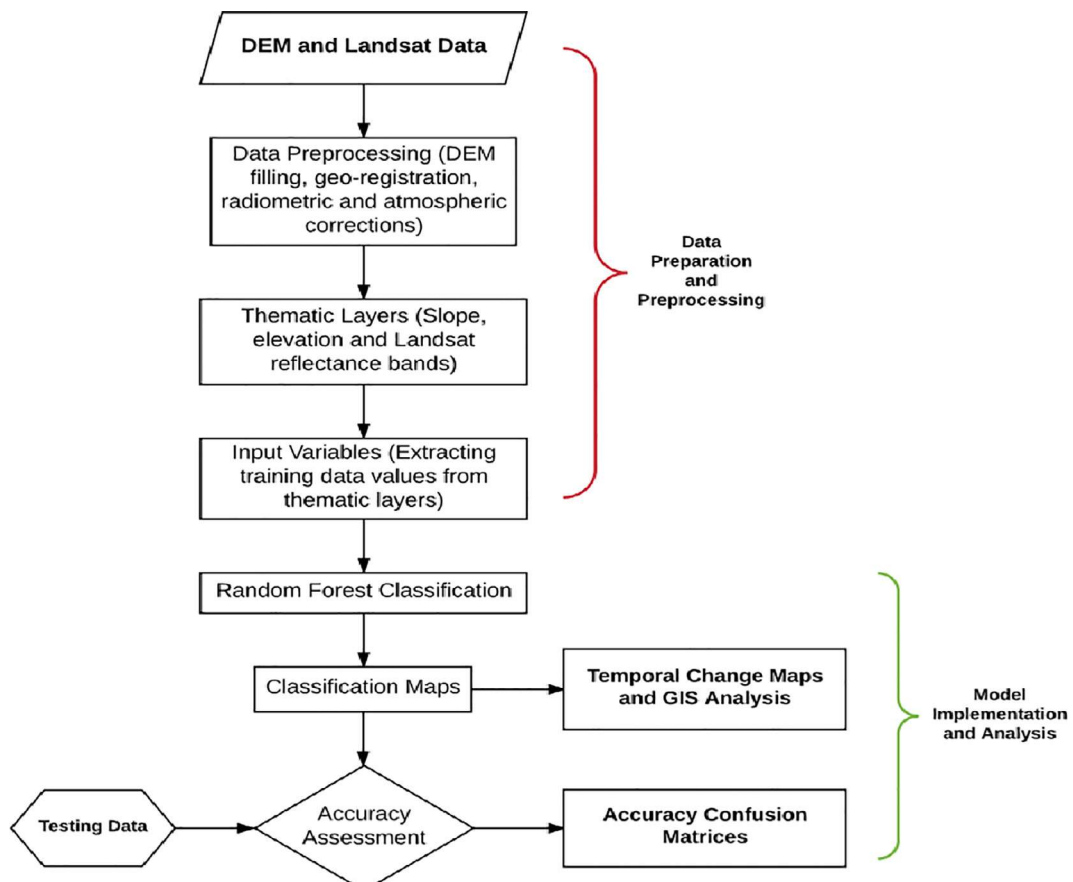 DEM and Landsat Data
Data Preprocessing (DEM
filling, geo-registration,
radiometric and atmospheric
corrections)
Data
Preparation
and
Preprocessing
Thematic Layers (Slope,
elevation and Landsat
reflectance bands)
Input Variables (Extracting
training data values from
thematic layers)
Random Forest Classification
Classification Maps
Temporal Change Maps
and GIS Analysis
Model
Implementation
and Analysis
Testing Data
Accuracy
Assessment
Accuracy Confusion
Matrices